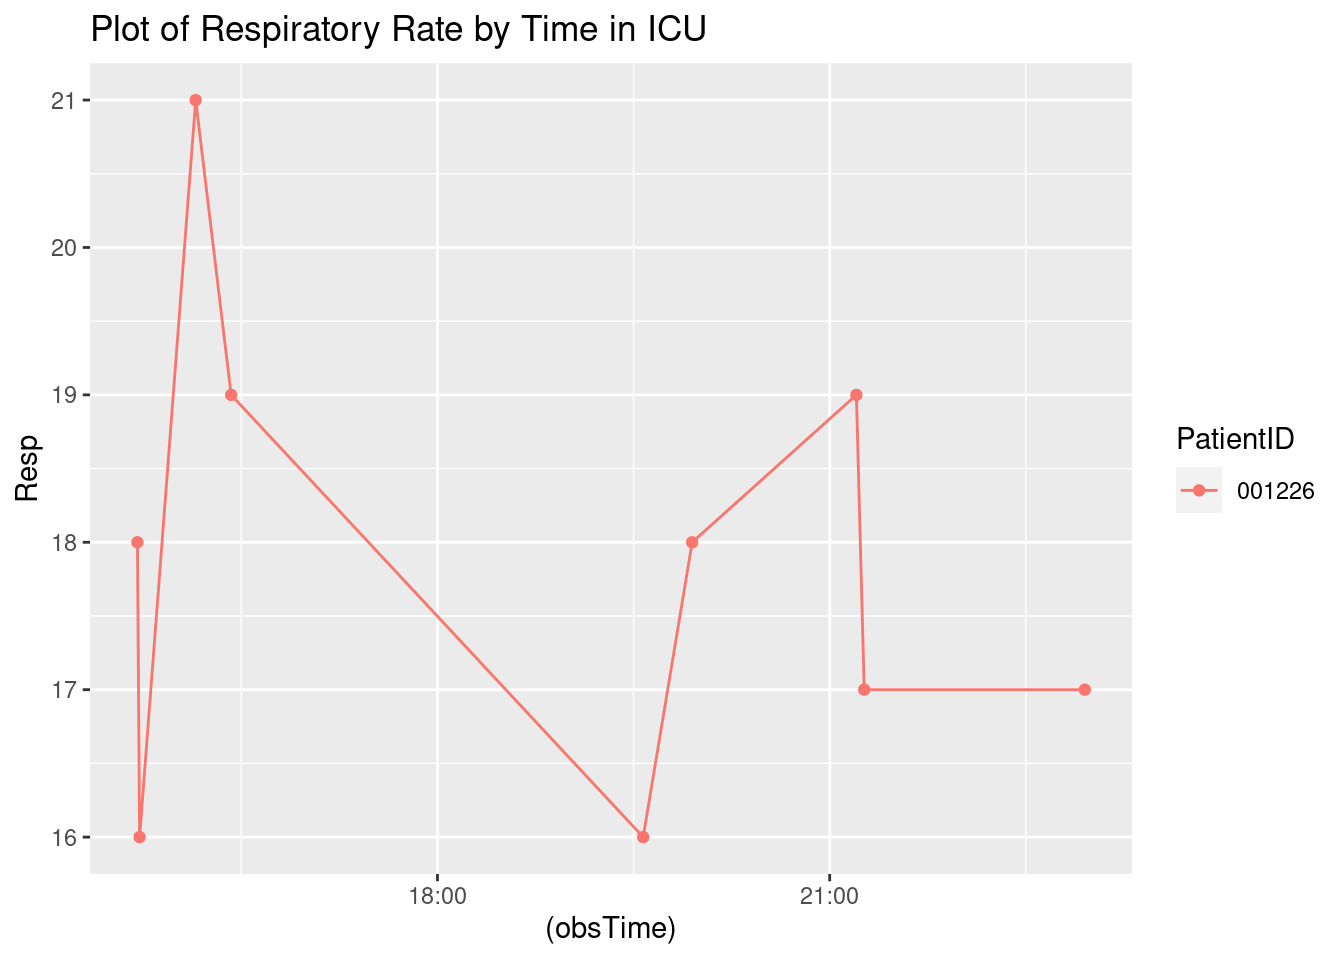 Plot of Respiratory Rate by Time in ICU
21
20
19
18
17
16
Resp
18:00
21:00
(obsTime)
PatientID
001226